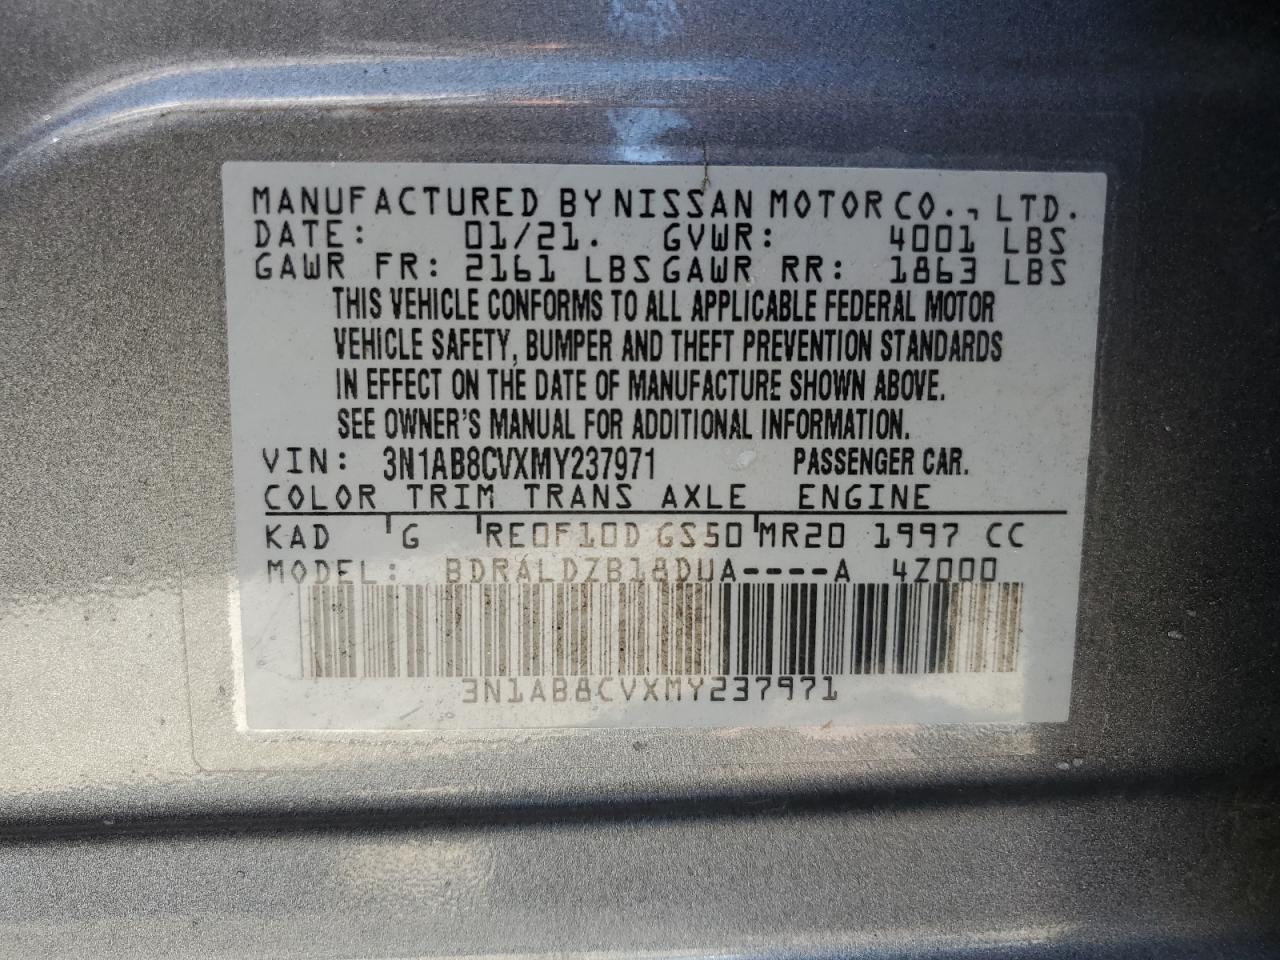 MANUFACTURED BY NISSAN MOTOR CO., LTD.
DATE: 01/21. GVWR: 4001 LBS
GAWR FR: 2161 LBS GAWR RR: 1863 LBS
THIS VEHICLE CONFORMS TO ALL APPLICABLE FEDERAL MOTOR
VEHICLE SAFETY, BUMPER AND THEFT PREVENTION STANDARDS
IN EFFECT ON THE DATE OF MANUFACTURE SHOWN ABOVE.
SEE OWNER'S MANUAL FOR ADDITIONAL INFORMATION.
VIN: 3N1AB8CVXMY237971 PASSENGER CAR.
COLOR TRIM TRANS AXLE ENGINE
KAD G RE0F10D GS50 MR20 1997 CC
MODEL: BDRALDZB18DUA----A 4Z000
3N1AB8CVXMY237971